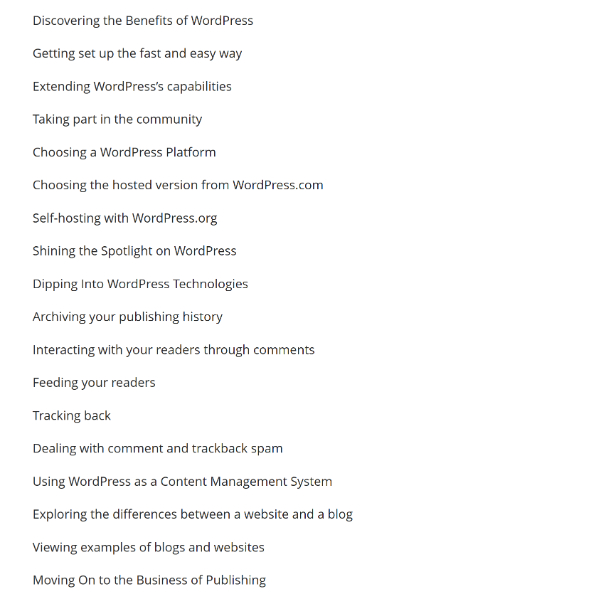 Discovering the Benefits of WordPress
Getting set up the fast and easy way
Extending WordPress’s capabilities
Taking part in the community
Choosing a WordPress Platform
Choosing the hosted version from WordPress.com
Self-hosting with WordPress.org
Shining the Spotlight on WordPress
Dipping Into WordPress Technologies
Archiving your publishing history
Interacting with your readers through comments
Feeding your readers
Tracking back
Dealing with comment and trackback spam
Using WordPress as a Content Management System
Exploring the differences between a website and a blog
Viewing examples of blogs and websites
Moving On to the Business of Publishing